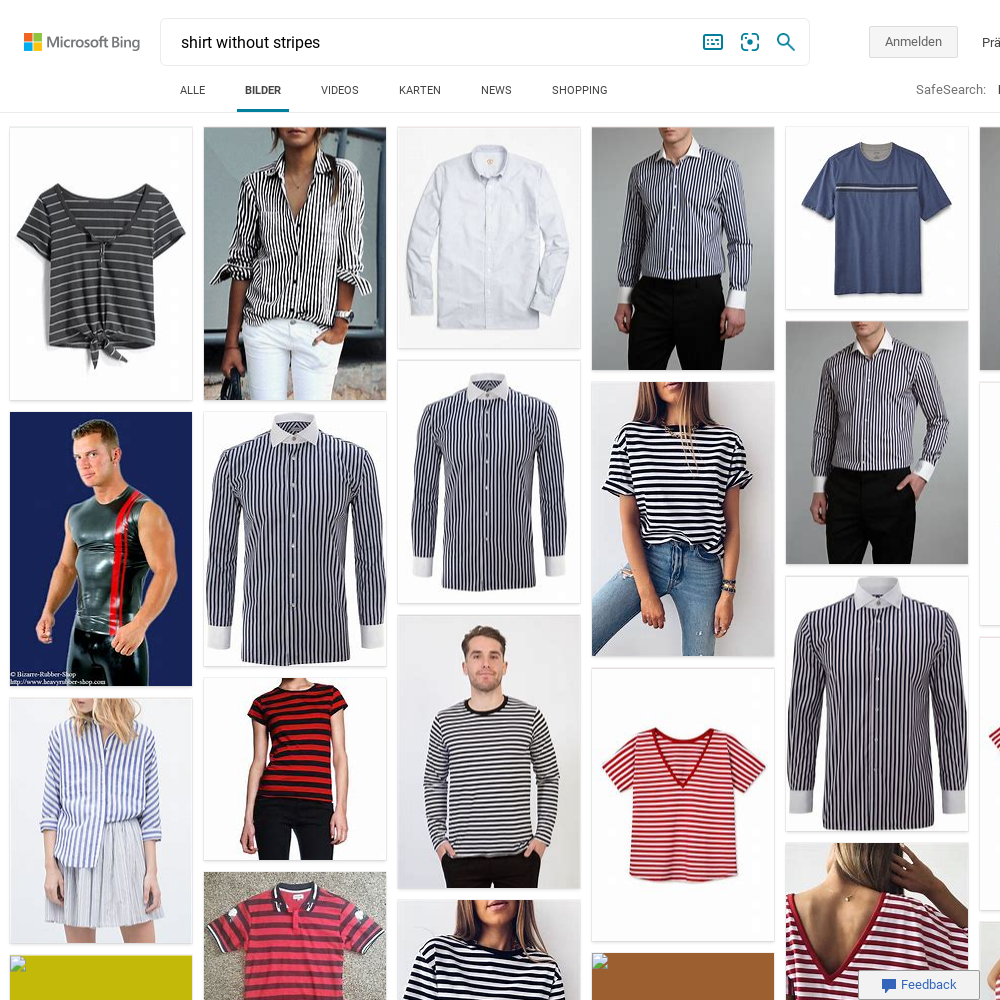 Microsoft Bing
shirt without stripes
Anmelden
Prä
ALLE
BILDER
VIDEOS
KARTEN
NEWS
SHOPPING
SafeSearch:
© Bizarre-Rubber-Shop
http://www.heavyrubber-shop.com
Feedback